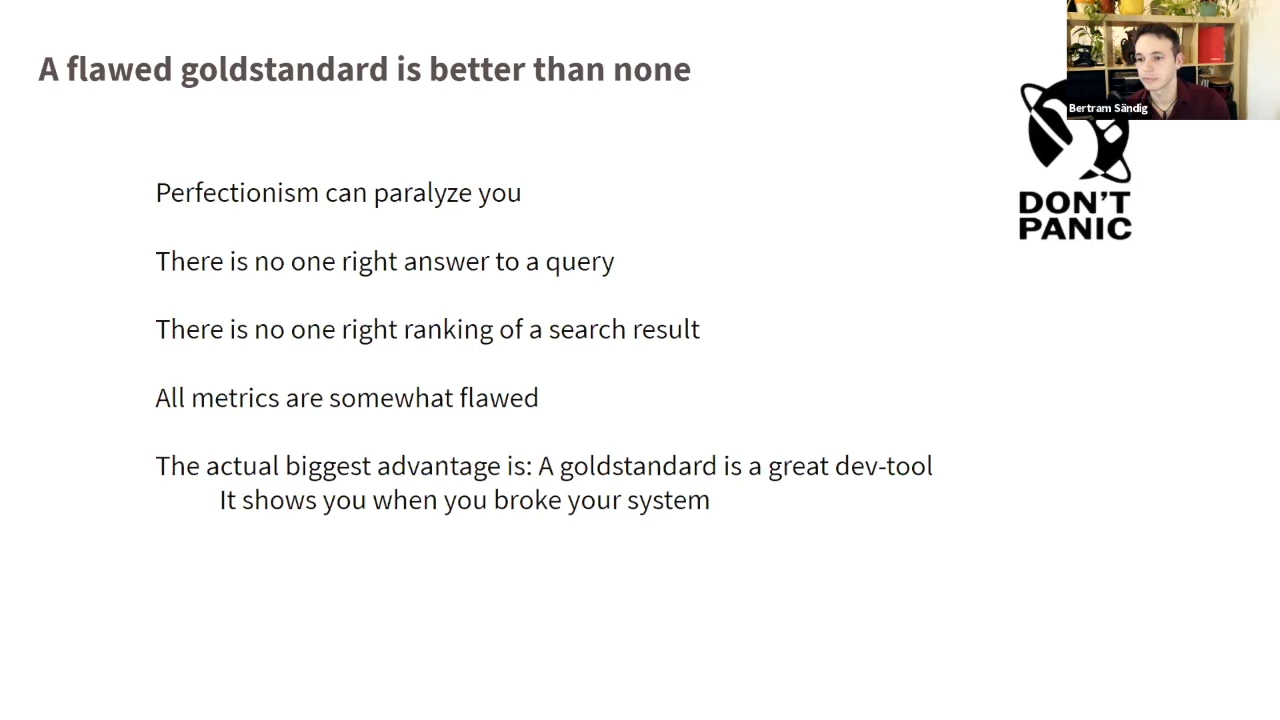 A flawed goldstandard is better than none
Bertram Sändig
DON'T
PANIC
Perfectionism can paralyze you
There is no one right answer to a query
There is no one right ranking of a search result
All metrics are somewhat flawed
The actual biggest advantage is: A goldstandard is a great dev-tool
It shows you when you broke your system